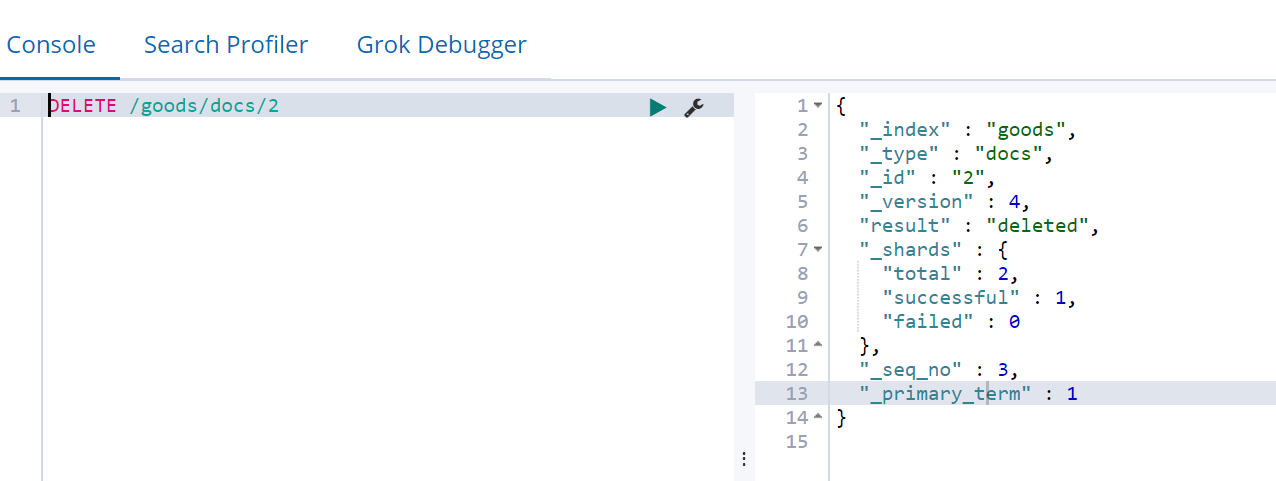 Console Search Profiler Grok Debugger
1 DELETE /goods/docs/2
1 {
2 "_index" : "goods",
3 "_type" : "docs",
4 "_id" : "2",
5 "_version" : 4,
6 "result" : "deleted",
7 "_shards" : {
8 "total" : 2,
9 "successful" : 1,
10 "failed" : 0
11 },
12 "_seq_no" : 3,
13 "_primary_term" : 1
14 }
15